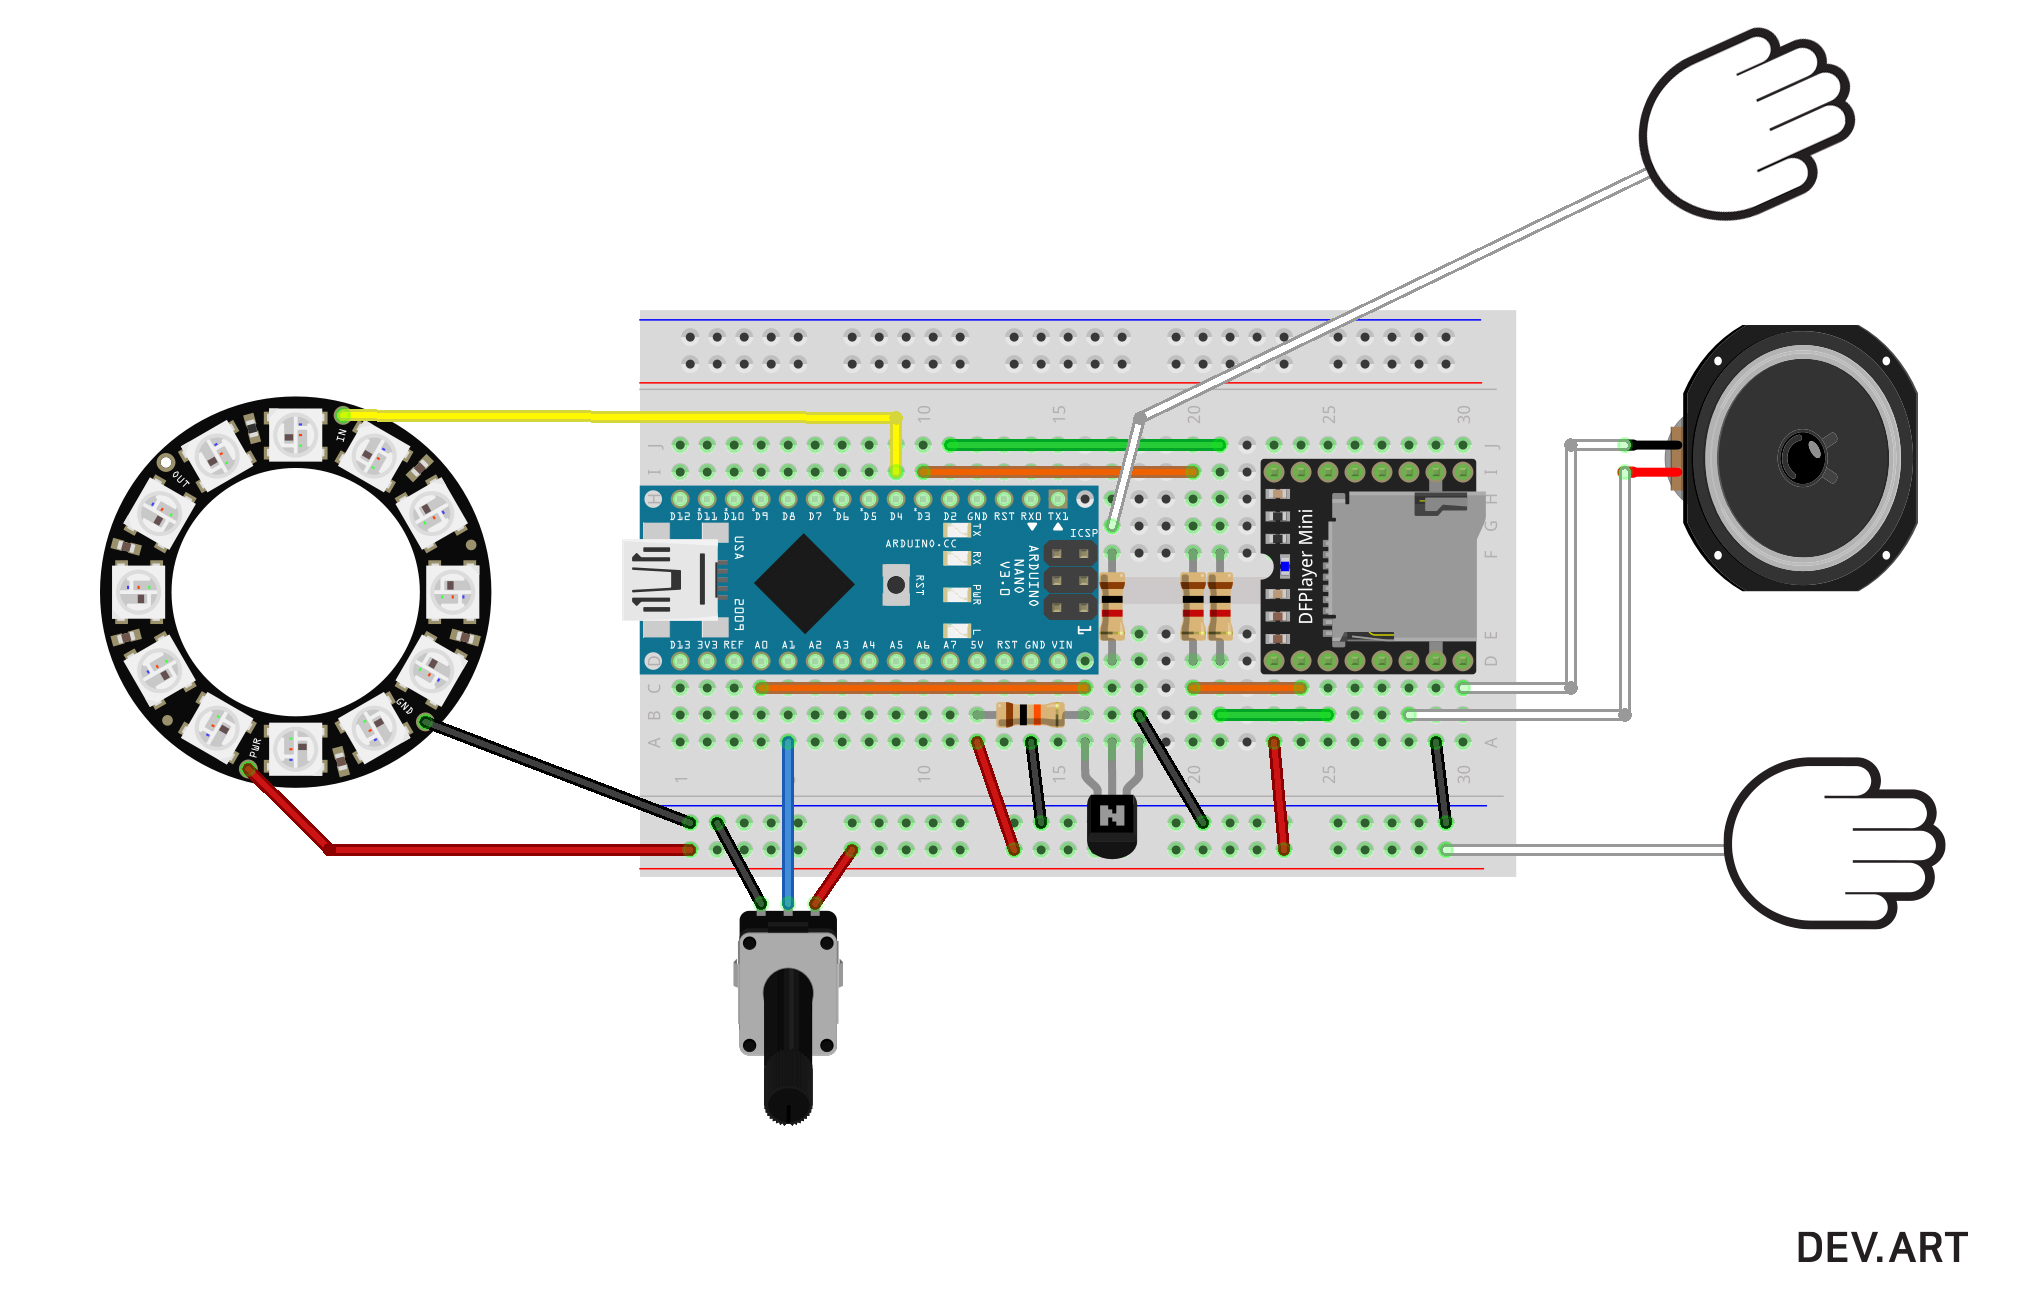 IN
OUT
GND
PWR
10
15
20
25
30
J
J
I
I
H
H
G
G
F
F
E
E
D
D
C
B
A
A
1
10
15
20
25
30
D12
D11
D10
D9
D8
D7
D6
D5
D4
D3
D2
GND
RST
RX0
TX1
ICSP
1
TX
RX
PWR
L
ARDUINO.CC
RST
ARDUINO
NANO
V3.0
USA
2009
D13
3V3
REF
A0
A1
A2
A3
A4
A5
A6
A7
5V
RST
GND
VIN
DFPlayer Mini
N
DEV.ART